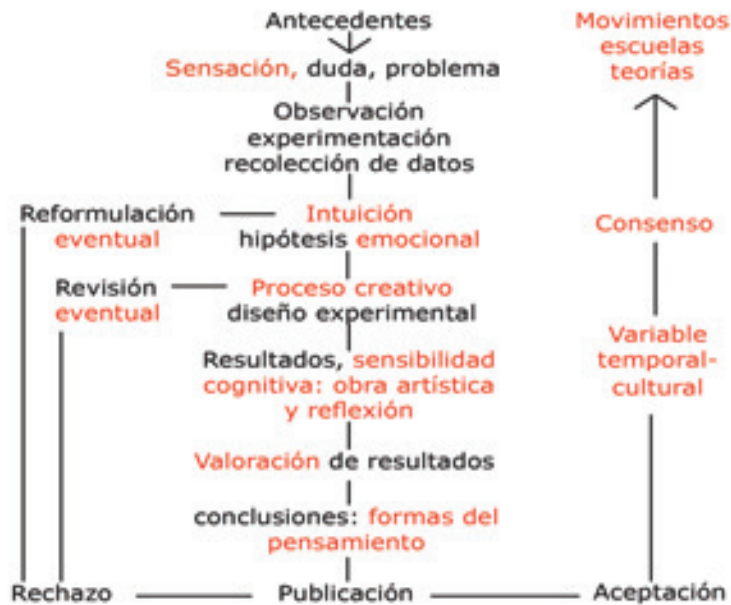 Antecedentes
Sensación, duda, problema
Observación
experimentación
recolección de datos
Reformulación
eventual
Intuición
hipótesis emocional
Revisión
eventual
Proceso creativo
diseño experimental
Resultados, sensibilidad
cognitiva: obra artística
y reflexión
Valoración de resultados
conclusiones: formas del
pensamiento
Rechazo
Publicación
Aceptación
Variable
temporal-
cultural
Consenso
Movimientos
escuelas
teorías